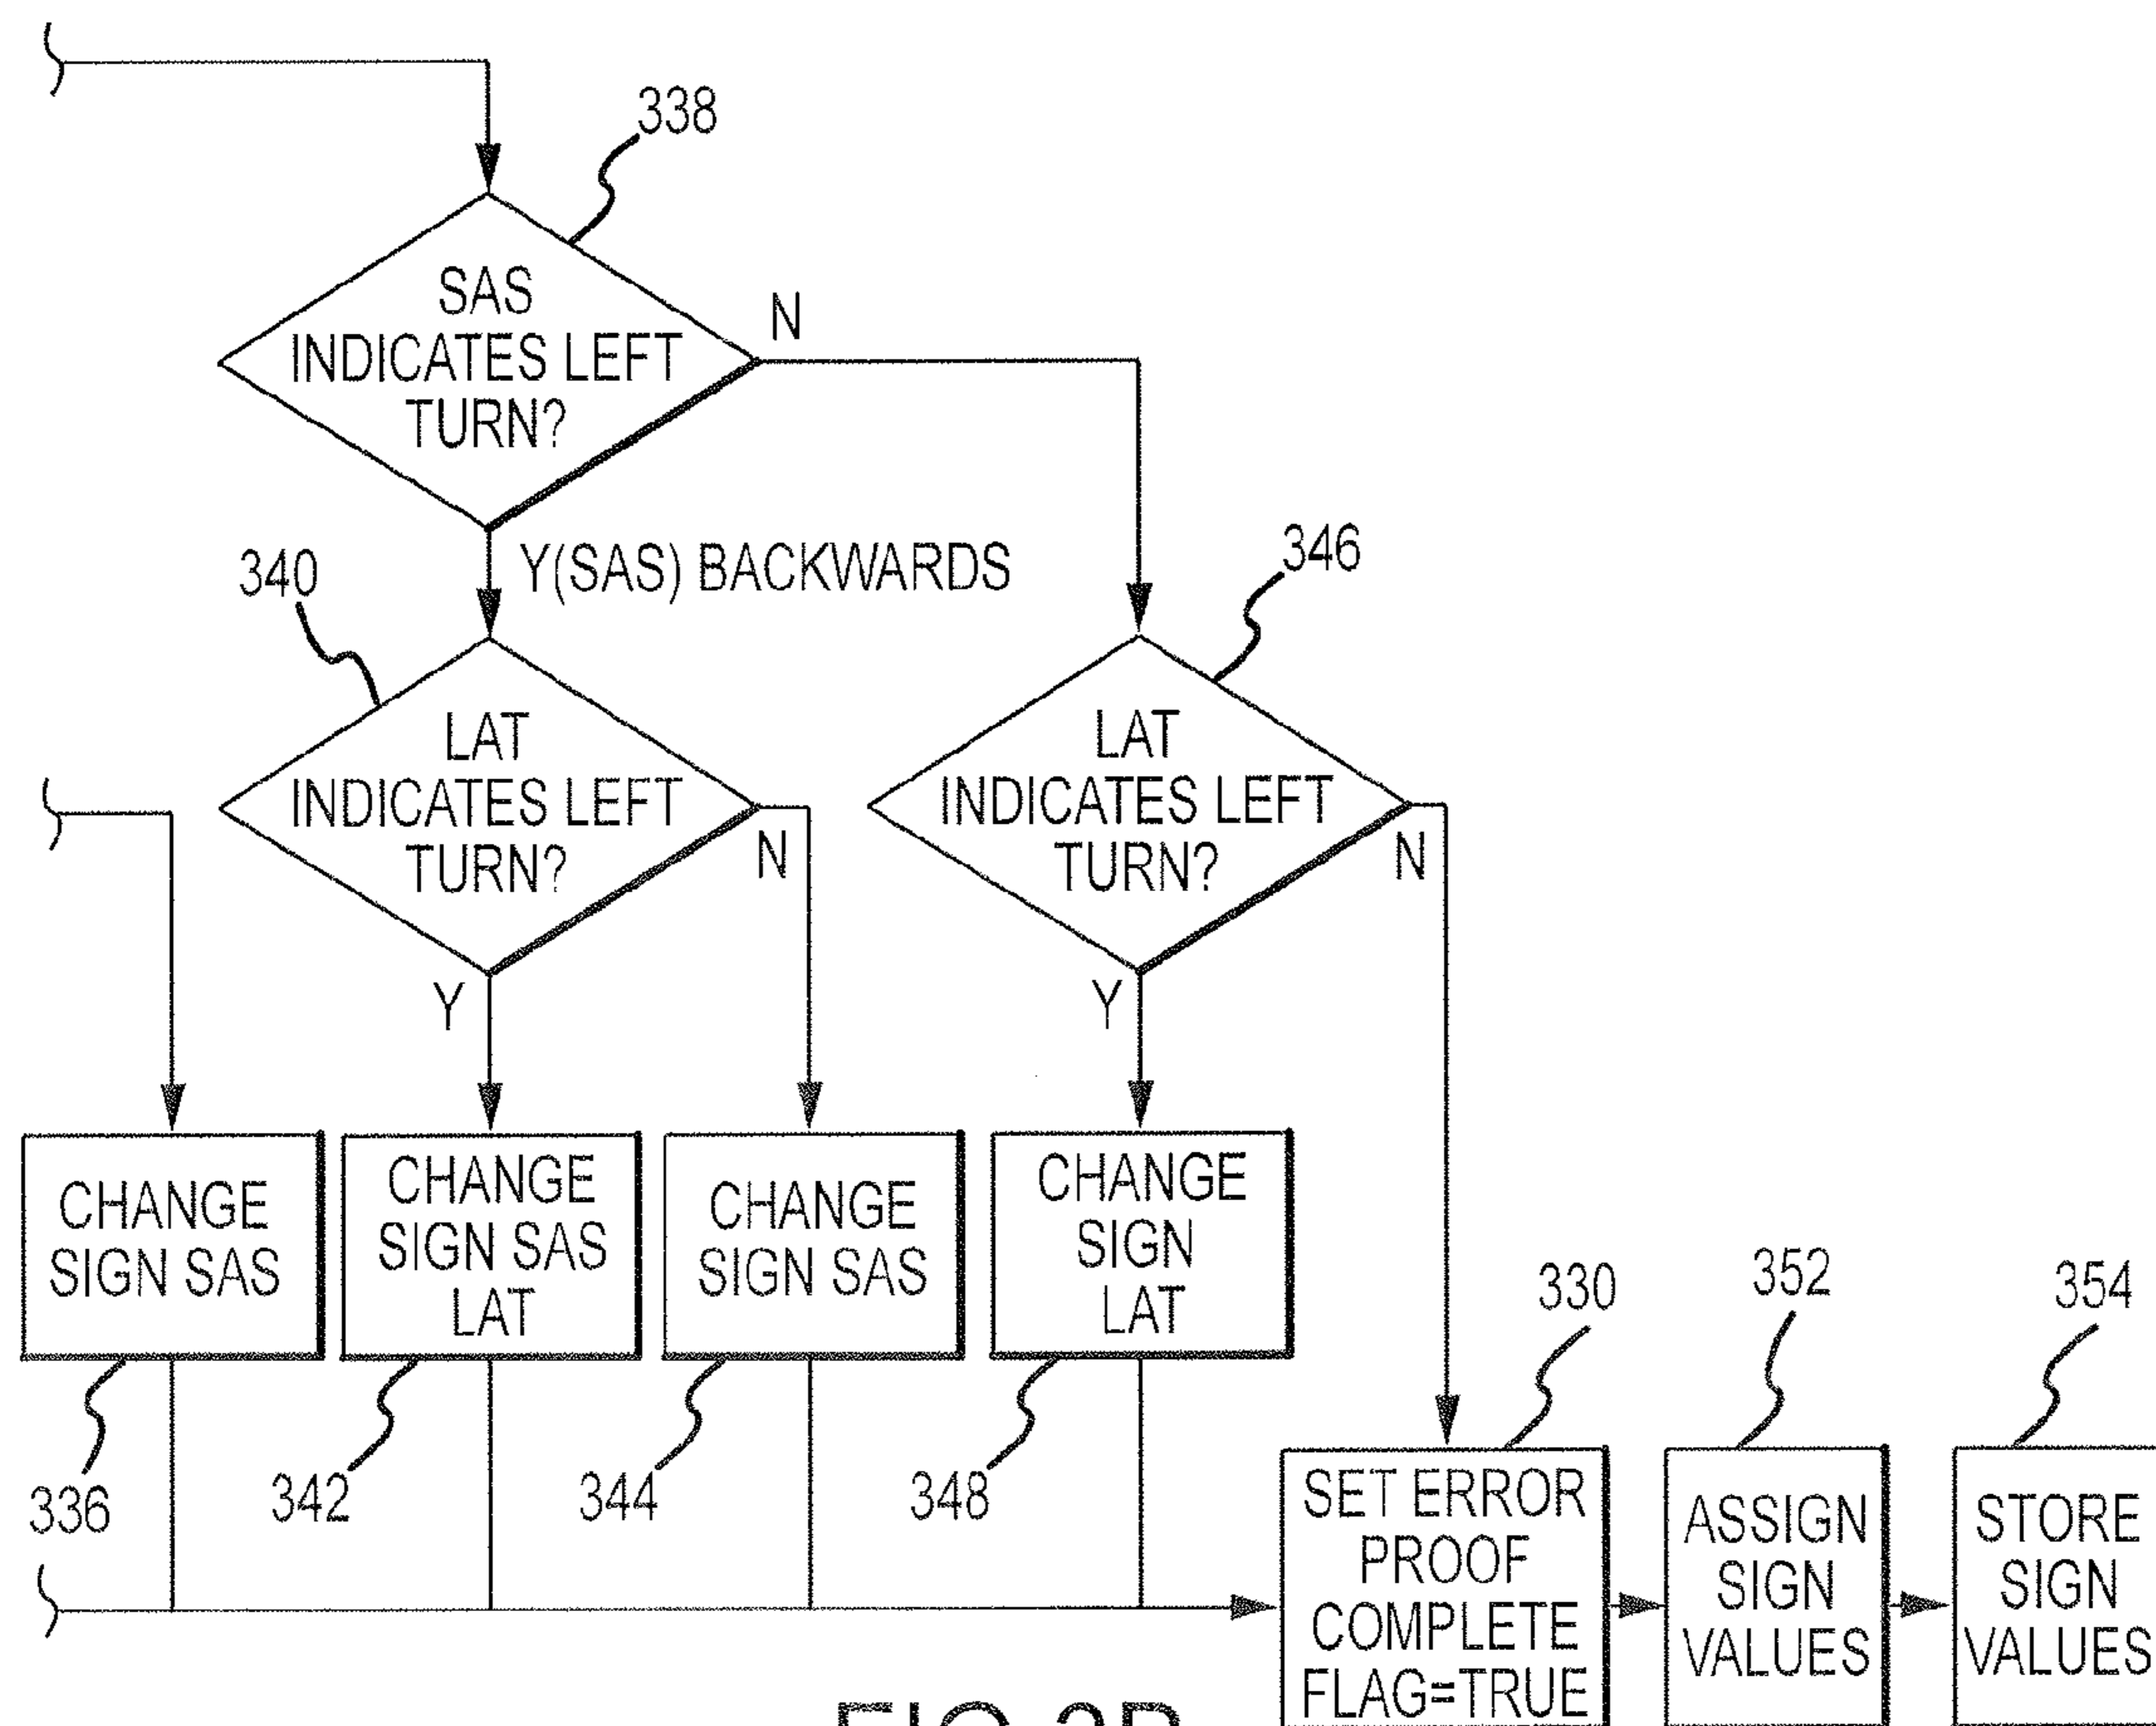 338
SAS
INDICATES LEFT
TURN?
N
Y(SAS) BACKWARDS
340
346
LAT
INDICATES LEFT
TURN?
N
Y
LAT
INDICATES LEFT
TURN?
N
Y
CHANGE
SIGN SAS
CHANGE
SIGN SAS
LAT
CHANGE
SIGN SAS
CHANGE
SIGN
LAT
336
342
344
348
330
352
354
SET ERROR
PROOF
COMPLETE
FLAG=TRUE
ASSIGN
SIGN
VALUES
STORE
SIGN
VALUES